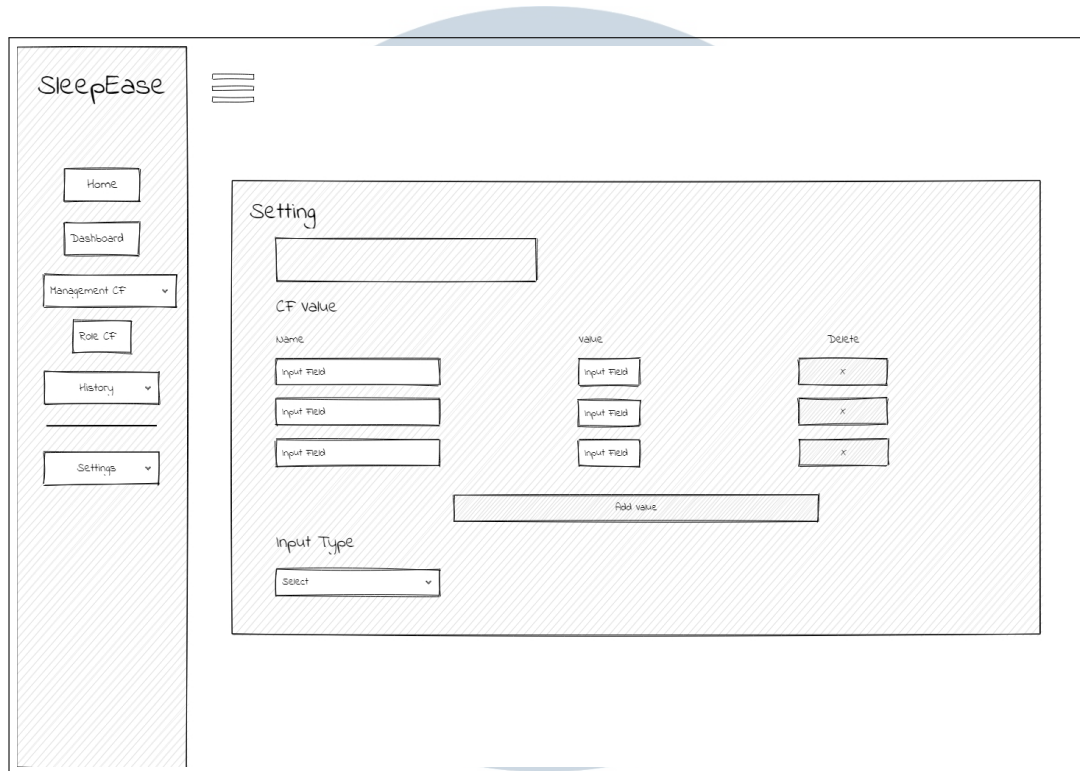 SleepEase
Home
Dashboard
Management CF
Role CF
History
Settings
Setting
CF Value
Name Value Delete
Input Field Input Field X
Input Field Input Field X
Input Field Input Field X
Add Value
Input Type
Select